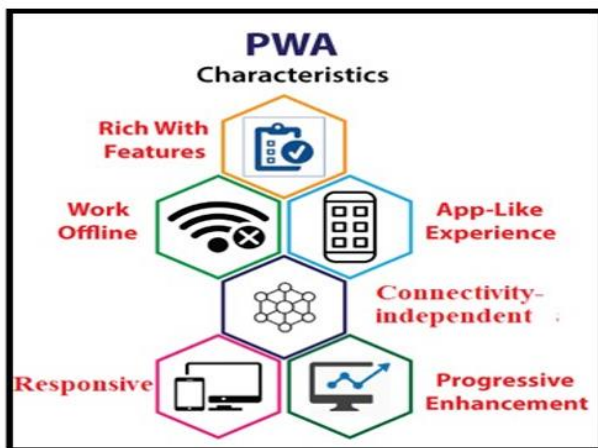 PWA
Characteristics
Rich With
Features
Work
Offline
App-Like
Experience
Connectivity-
independent
Responsive
Progressive
Enhancement